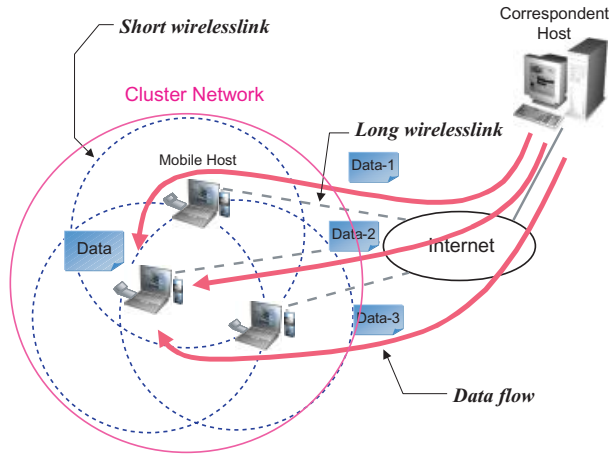 Correspondent
Host
Short wirelesslink
Cluster Network
Long wirelesslink
Mobile Host
Data-1
Data
Data-2
Internet
Data-3
Data flow